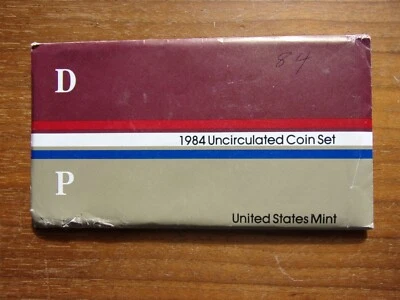 D
84
1984 Uncirculated Coin Set
P
United States Mint